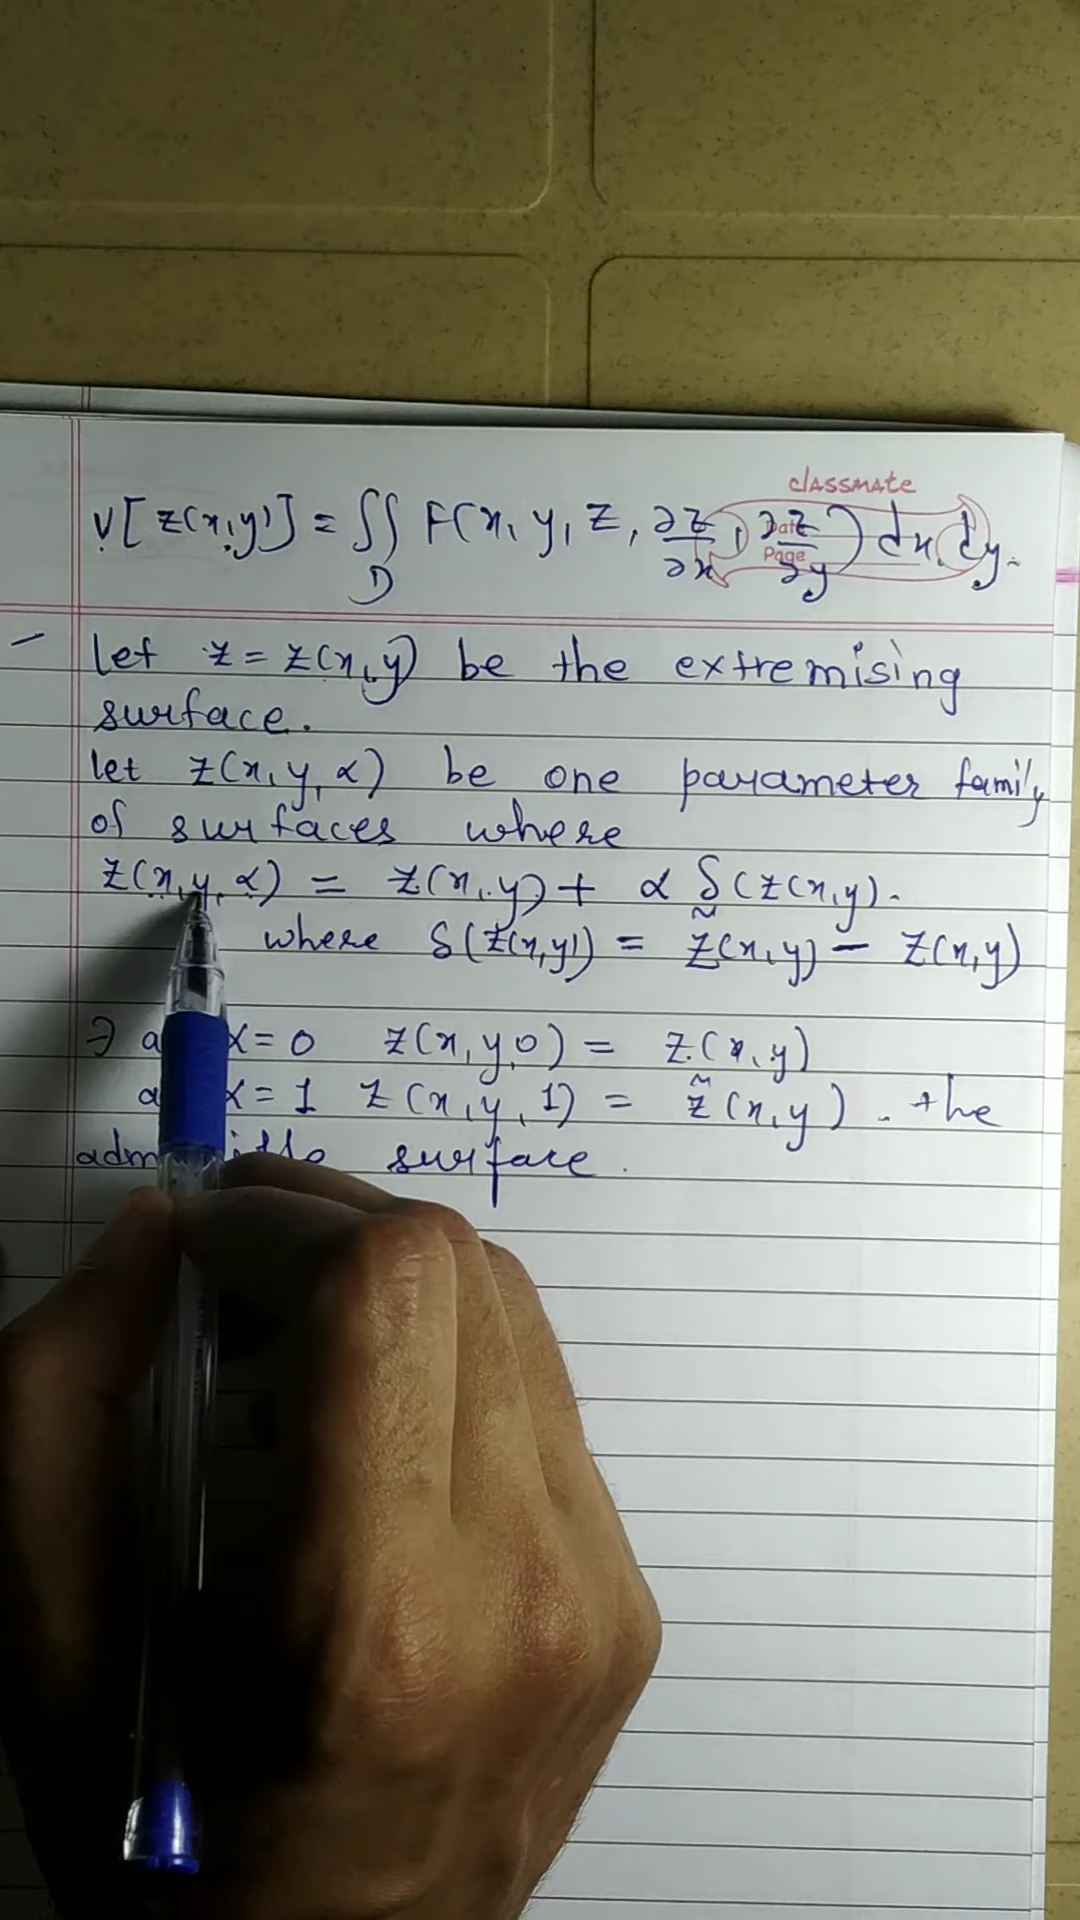 classmate
Date
Page
V[z(x,y)] = ∬_D F(x, y, z, ∂z/∂x, ∂z/∂y) dx dy.
– let z = z(x,y) be the extremising
surface.
let z(x,y,α) be one parameter family
of surfaces where
z(x,y,α) = z(x,y) + α δ(z(x,y).
where δ(z(x,y)) = z̃(x,y) – z(x,y)
⇒ α=0 z(x,y,0) = z(x,y)
α=1 z(x,y,1) = z̃(x,y). the
surface.